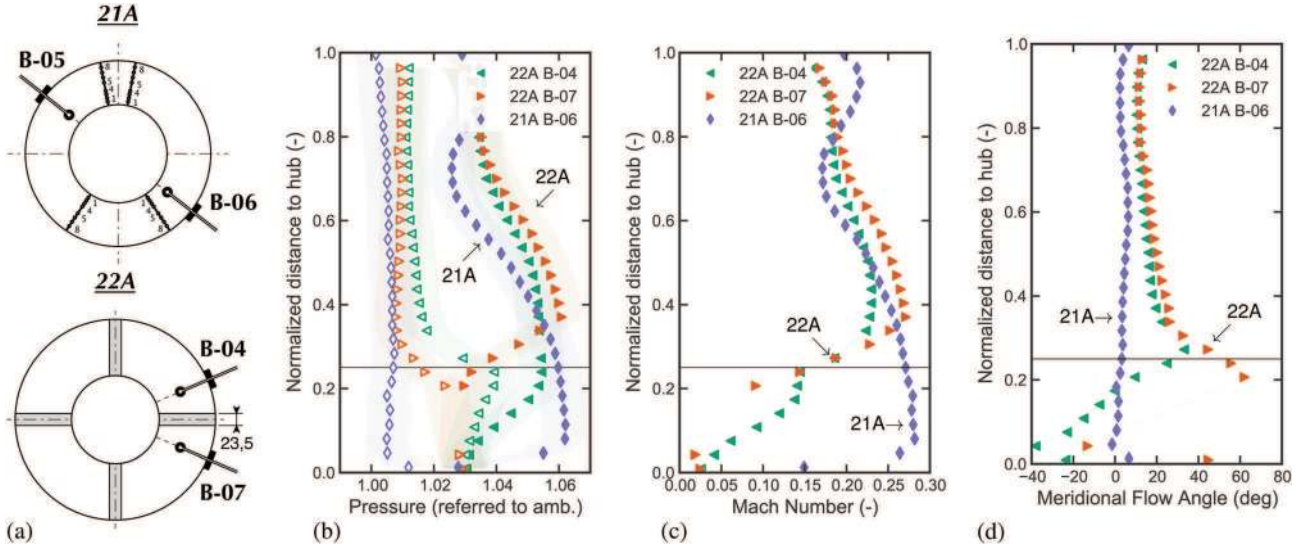 21A
B-05
8
5
4
1
8
5
4
1
1
4
5
8
1
4
5
8
B-06
22A
B-04
23,5
B-07
(a)
Normalized distance to hub (-)
1.0
0.8
0.6
0.4
0.2
0.0
22A B-04
22A B-07
21A B-06
22A
21A
1.00
1.02
1.04
1.06
Pressure (referred to amb.)
(b)
Normalized distance to hub (-)
1.0
0.8
0.6
0.4
0.2
0.0
22A B-04
22A B-07
21A B-06
22A
21A
0.00
0.05
0.10
0.15
0.20
0.25
0.30
Mach Number (-)
(c)
Normalized distance to hub (-)
1.0
0.8
0.6
0.4
0.2
0.0
22A B-04
22A B-07
21A B-06
21A
22A
−40
−20
0
20
40
60
80
Meridional Flow Angle (deg)
(d)